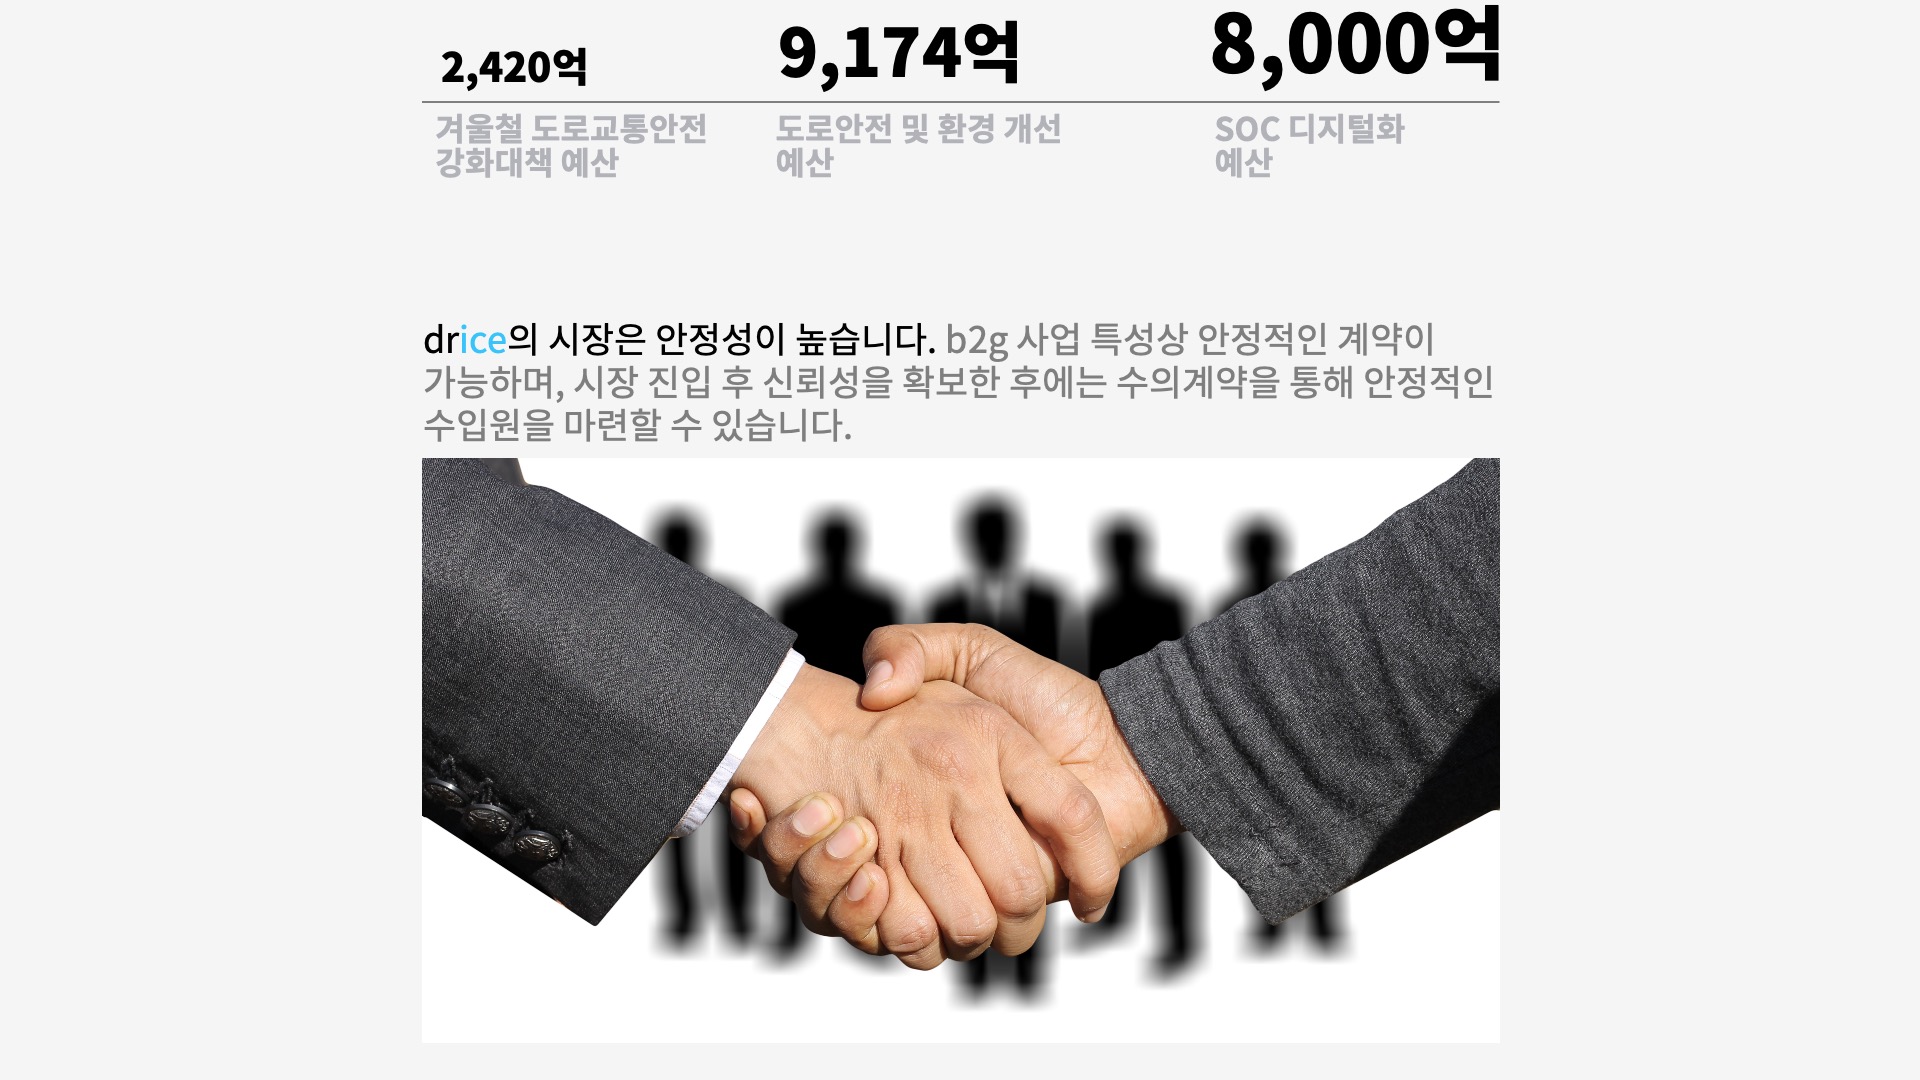 2,420억
9,174억
8,000억
겨울철 도로교통안전
강화대책 예산
도로안전 및 환경 개선
예산
SOC 디지털화
예산
drice의 시장은 안정성이 높습니다. b2g 사업 특성상 안정적인 계약이
가능하며, 시장 진입 후 신뢰성을 확보한 후에는 수의계약을 통해 안정적인
수입원을 마련할 수 있습니다.